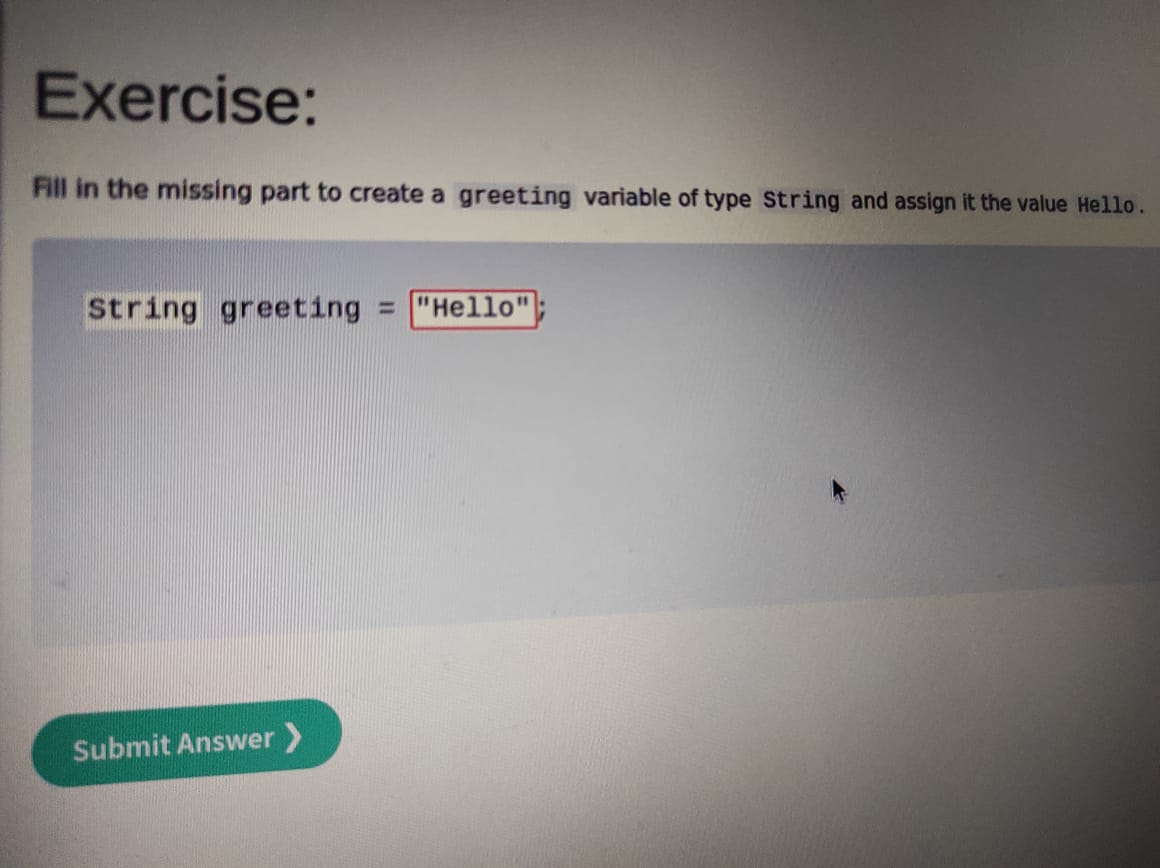 Exercise:
Fill in the missing part to create a greeting variable of type String and assign it the value Hello.
String greeting = "Hello";
Submit Answer ❯